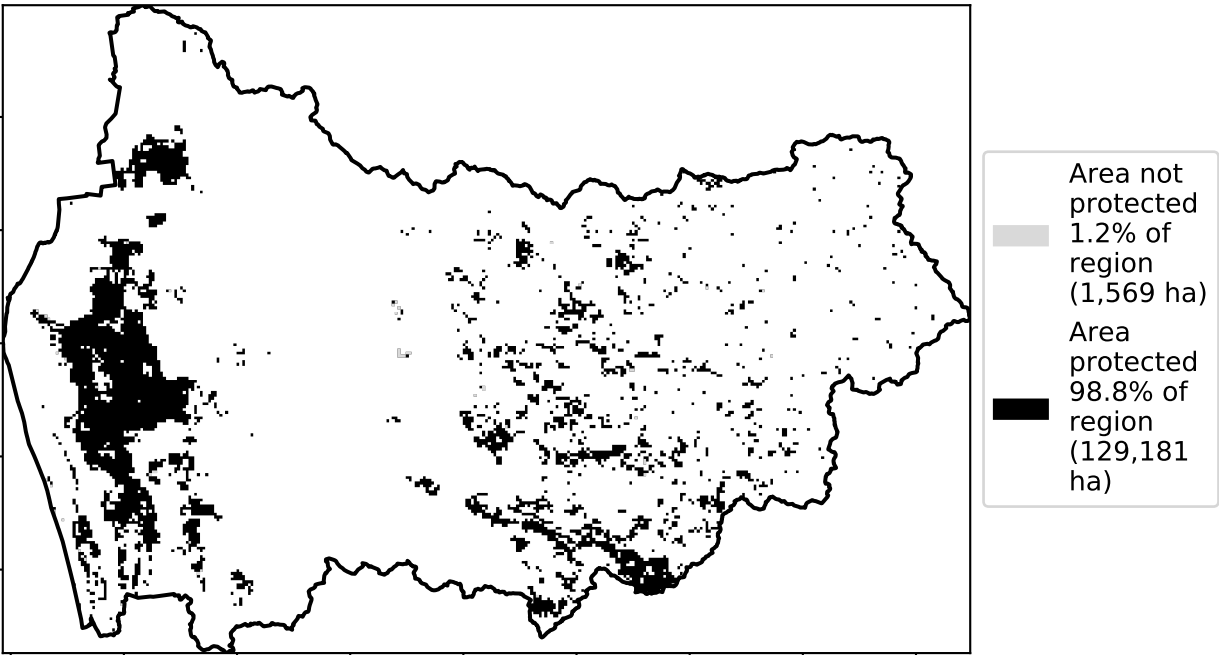 Area not
protected
1.2% of
region
(1,569 ha)
Area
protected
98.8% of
region
(129,181
ha)